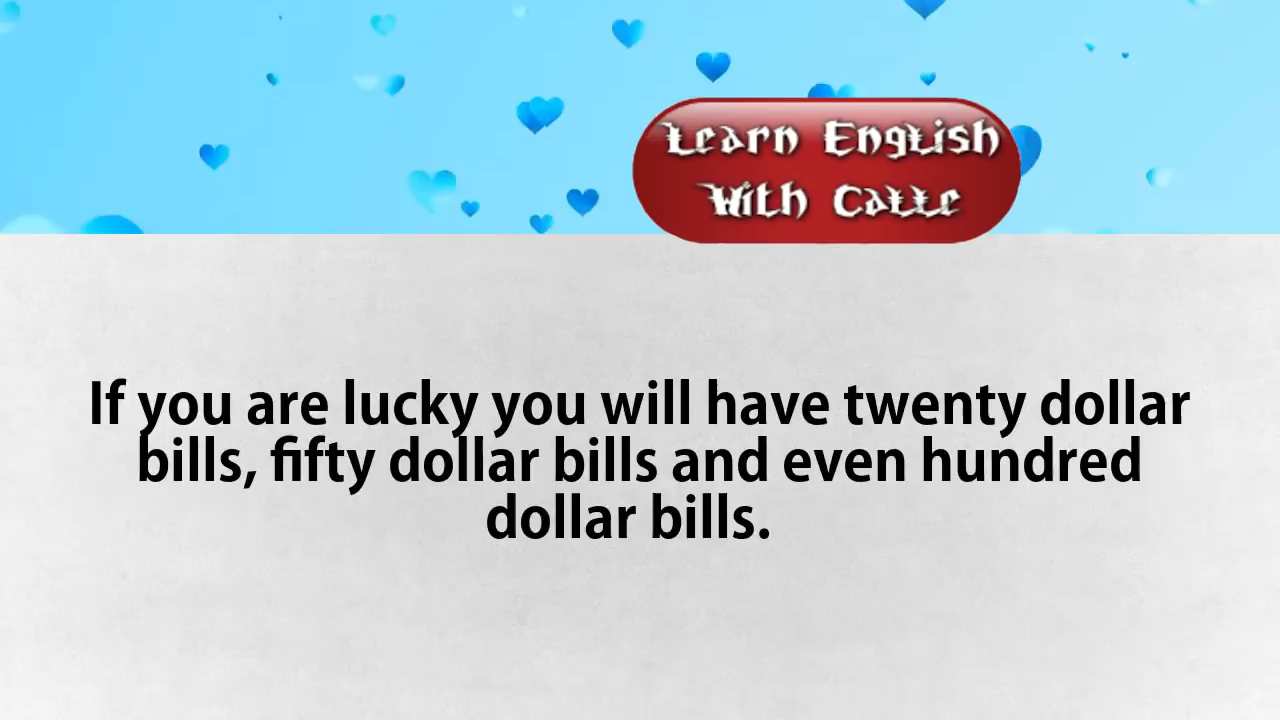 Learn English
With Calle
If you are lucky you will have twenty dollar
bills, fifty dollar bills and even hundred
dollar bills.